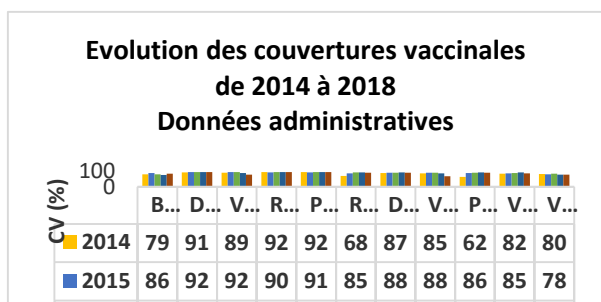 Evolution des couvertures vaccinales
de 2014 à 2018
Données administratives
CV (%)
100
0
B... D... V... R... P... R... D... V... P... V... V...
2014 79 91 89 92 92 68 87 85 62 82 80
2015 86 92 92 90 91 85 88 88 86 85 78